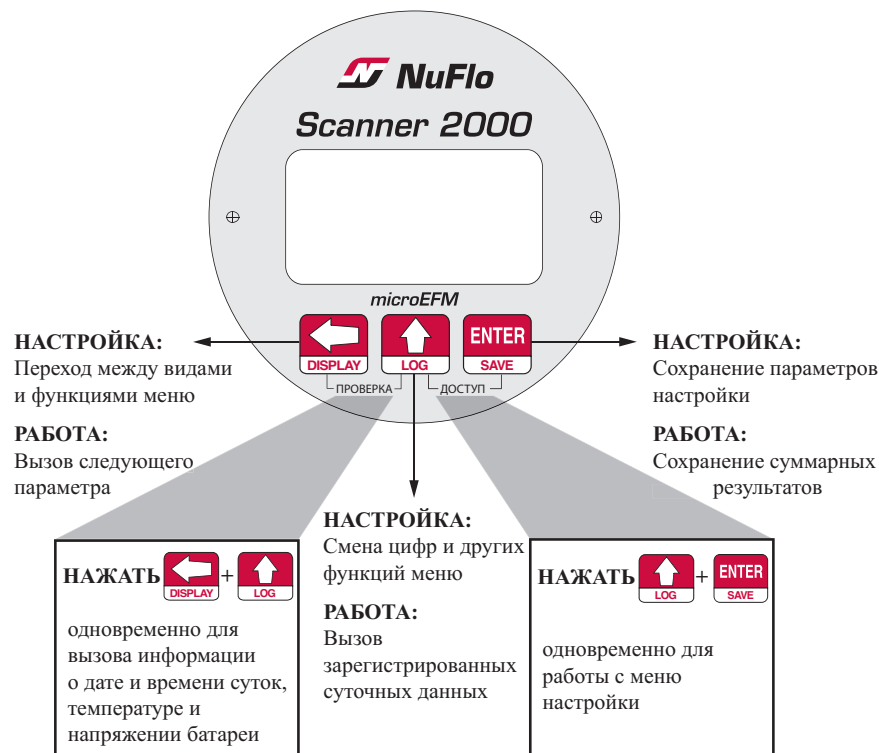 NuFlo
Scanner 2000
microEFM
ENTER
DISPLAY
LOG
SAVE
ПРОВЕРКА
ДОСТУП
НАСТРОЙКА:
Переход между видами
и функциями меню
РАБОТА:
Вызов следующего
параметра
НАСТРОЙКА:
Сохранение параметров
настройки
РАБОТА:
Сохранение суммарных
результатов
НАСТРОЙКА:
Смена цифр и других
функций меню
РАБОТА:
Вызов
зарегистрированных
суточных данных
НАЖАТЬ + 
DISPLAY
LOG
одновременно для
вызова информации
о дате и времени суток,
температуре и
напряжении батареи
НАЖАТЬ + ENTER
LOG
SAVE
одновременно для
работы с меню
настройки